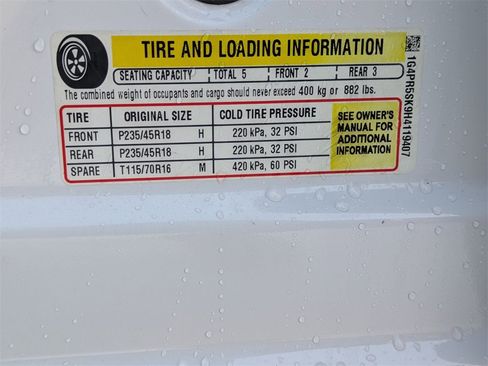 TIRE AND LOADING INFORMATION
SEATING CAPACITY TOTAL 5 FRONT 2 REAR 3
The combined weight of occupants and cargo should never exceed 400 kg or 882 lbs.
TIRE ORIGINAL SIZE COLD TIRE PRESSURE
FRONT P235/45R18 H 220 kPa, 32 PSI
REAR P235/45R18 H 220 kPa, 32 PSI
SPARE T115/70R16 M 420 kPa, 60 PSI
SEE OWNER'S
MANUAL FOR
ADDITIONAL
INFORMATION
1G4PR5SK9H4119407